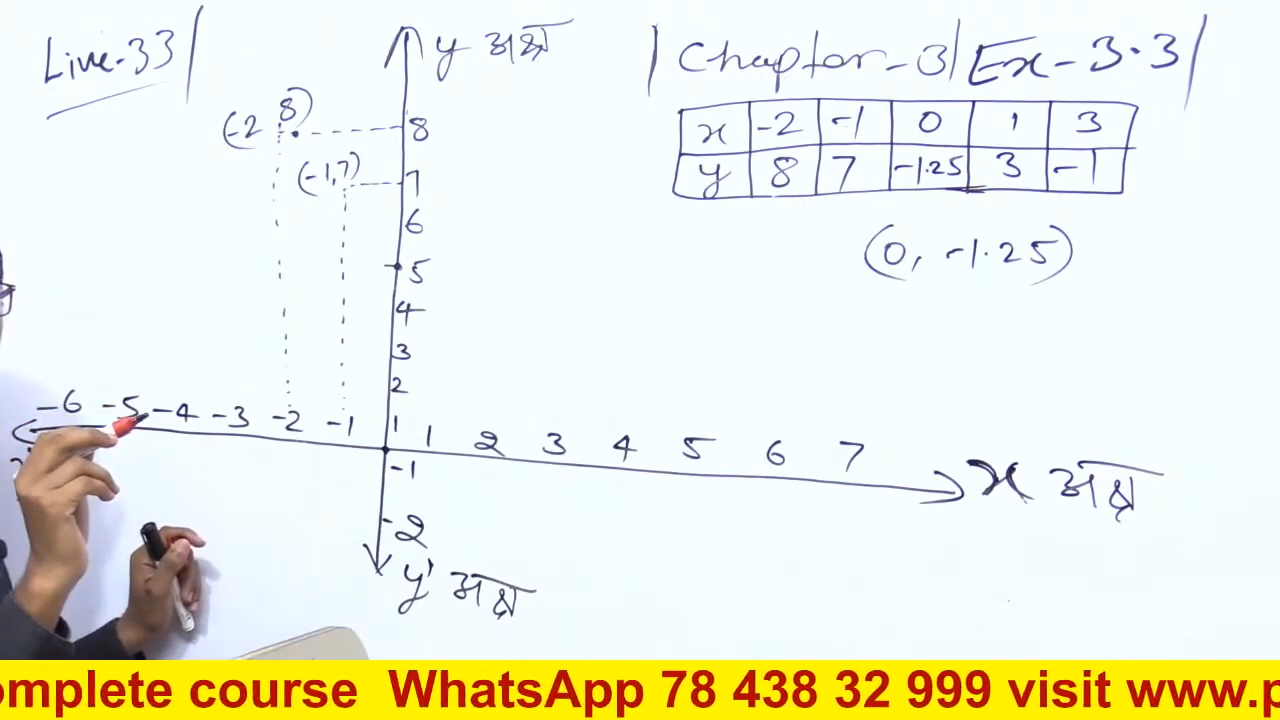 Live-33
y अक्ष
| Chapter-3 | Ex-3.3 |
x -2 -1 0 1 3
y 8 7 -1.25 3 -1
(0, -1.25)
(-2 8)
8
(-1,7)
7
6
5
4
3
2
1
-6 -5 -4 -3 -2 -1
1 2 3 4 5 6 7
x अक्ष
-1
-2
y' अक्ष
omplete course WhatsApp 78 438 32 999 visit www.p